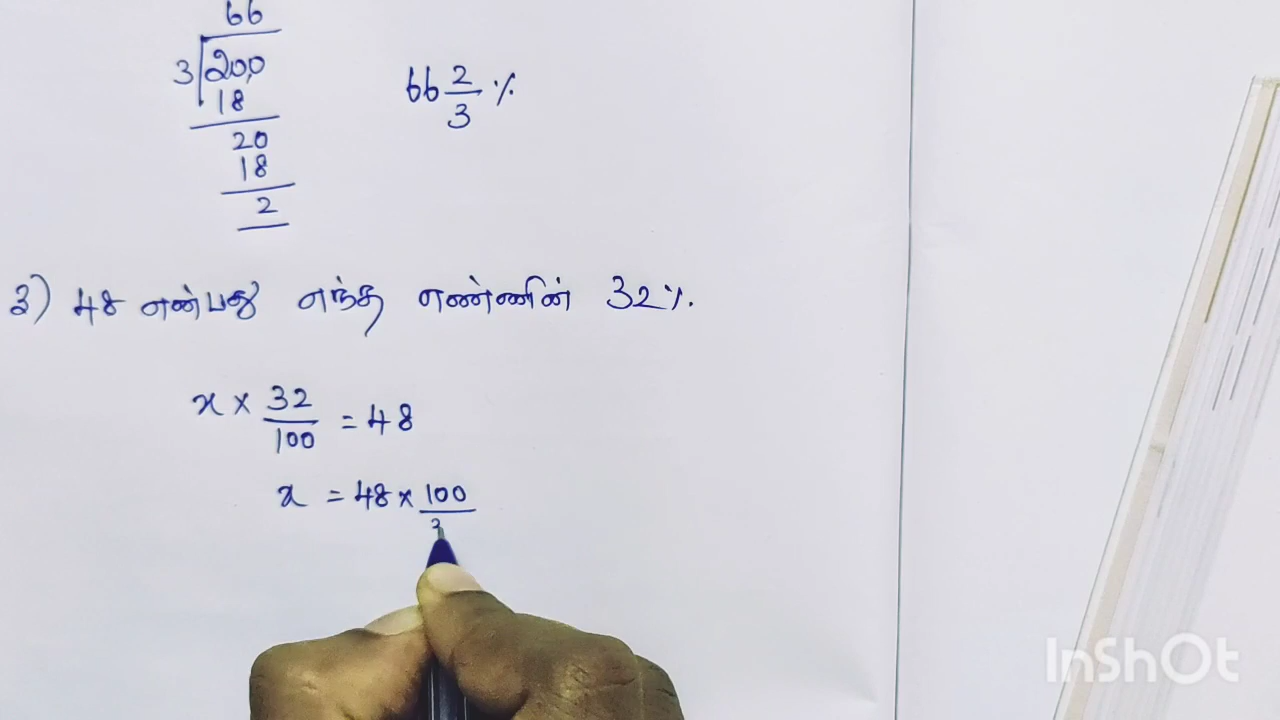 66
3 200
18
20
18
2
66 2/3 %
3) 48 என்பது எந்த எண்ணின் 32%.
x × 32/100 = 48
x = 48 × 100/3
InShOt